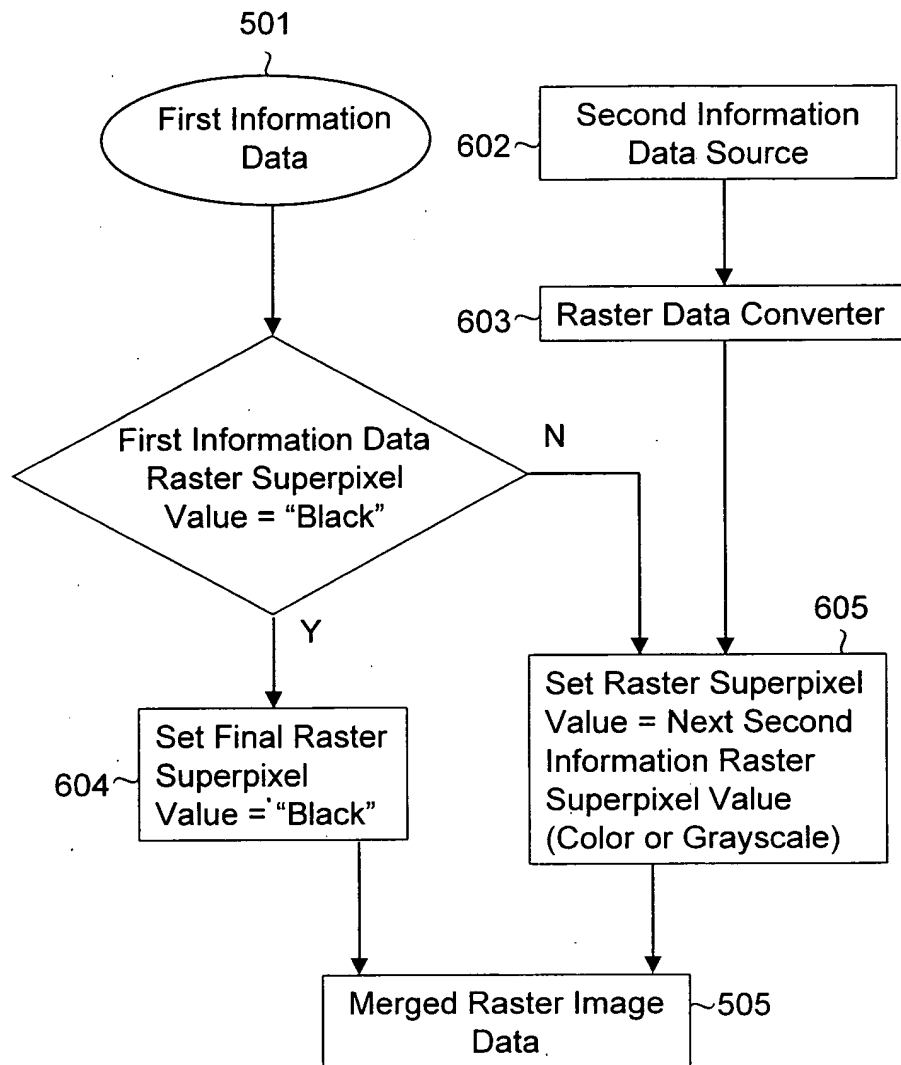 501
First Information
Data
602
Second Information
Data Source
603
Raster Data Converter
First Information Data
Raster Superpixel
Value = “Black”
N
Y
605
604
Set Final Raster
Superpixel
Value = “Black”
Set Raster Superpixel
Value = Next Second
Information Raster
Superpixel Value
(Color or Grayscale)
Merged Raster Image
Data
505